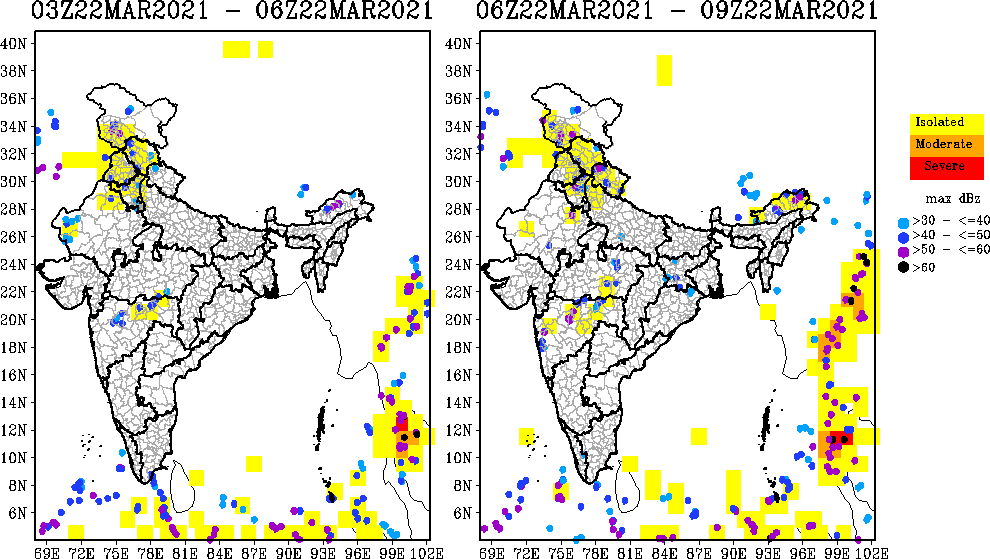 03Z22MAR2021 - 06Z22MAR2021
06Z22MAR2021 - 09Z22MAR2021
40N
38N
36N
34N
32N
30N
28N
26N
24N
22N
20N
18N
16N
14N
12N
10N
8N
6N
69E 72E 75E 78E 81E 84E 87E 90E 93E 96E 99E 102E
40N
38N
36N
34N
32N
30N
28N
26N
24N
22N
20N
18N
16N
14N
12N
10N
8N
6N
69E 72E 75E 78E 81E 84E 87E 90E 93E 96E 99E 102E
Isolated
Moderate
Severe
max dBz
>30 - <=40
>40 - <=50
>50 - <=60
>60